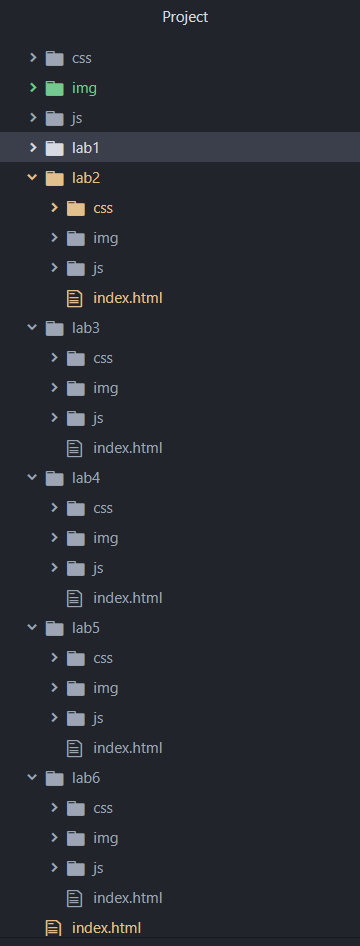 Project
css
img
js
lab1
lab2
css
img
js
index.html
lab3
css
img
js
index.html
lab4
css
img
js
index.html
lab5
css
img
js
index.html
lab6
css
img
js
index.html
index.html